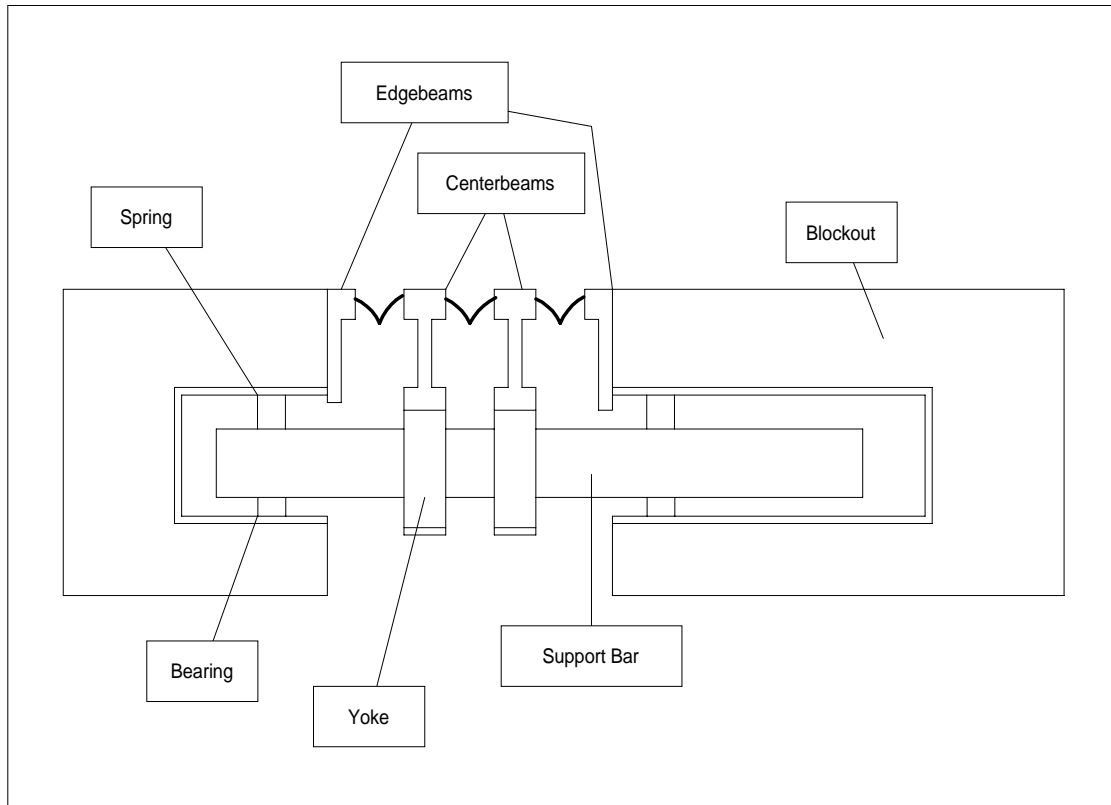 Edgebeams
Centerbeams
Spring
Blockout
Support Bar
Bearing
Yoke